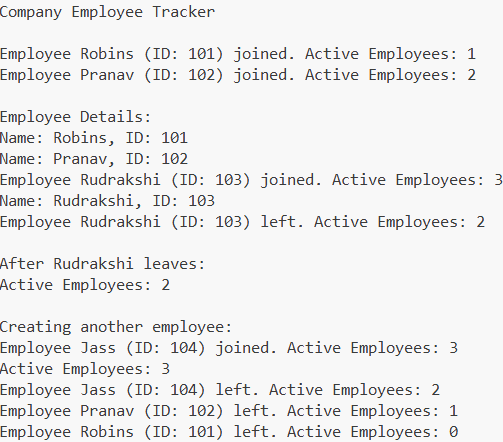 Company Employee Tracker
Employee Robins (ID: 101) joined. Active Employees: 1
Employee Pranav (ID: 102) joined. Active Employees: 2
Employee Details:
Name: Robins, ID: 101
Name: Pranav, ID: 102
Employee Rudrakshi (ID: 103) joined. Active Employees: 3
Name: Rudrakshi, ID: 103
Employee Rudrakshi (ID: 103) left. Active Employees: 2
After Rudrakshi leaves:
Active Employees: 2
Creating another employee:
Employee Jass (ID: 104) joined. Active Employees: 3
Active Employees: 3
Employee Jass (ID: 104) left. Active Employees: 2
Employee Pranav (ID: 102) left. Active Employees: 1
Employee Robins (ID: 101) left. Active Employees: 0